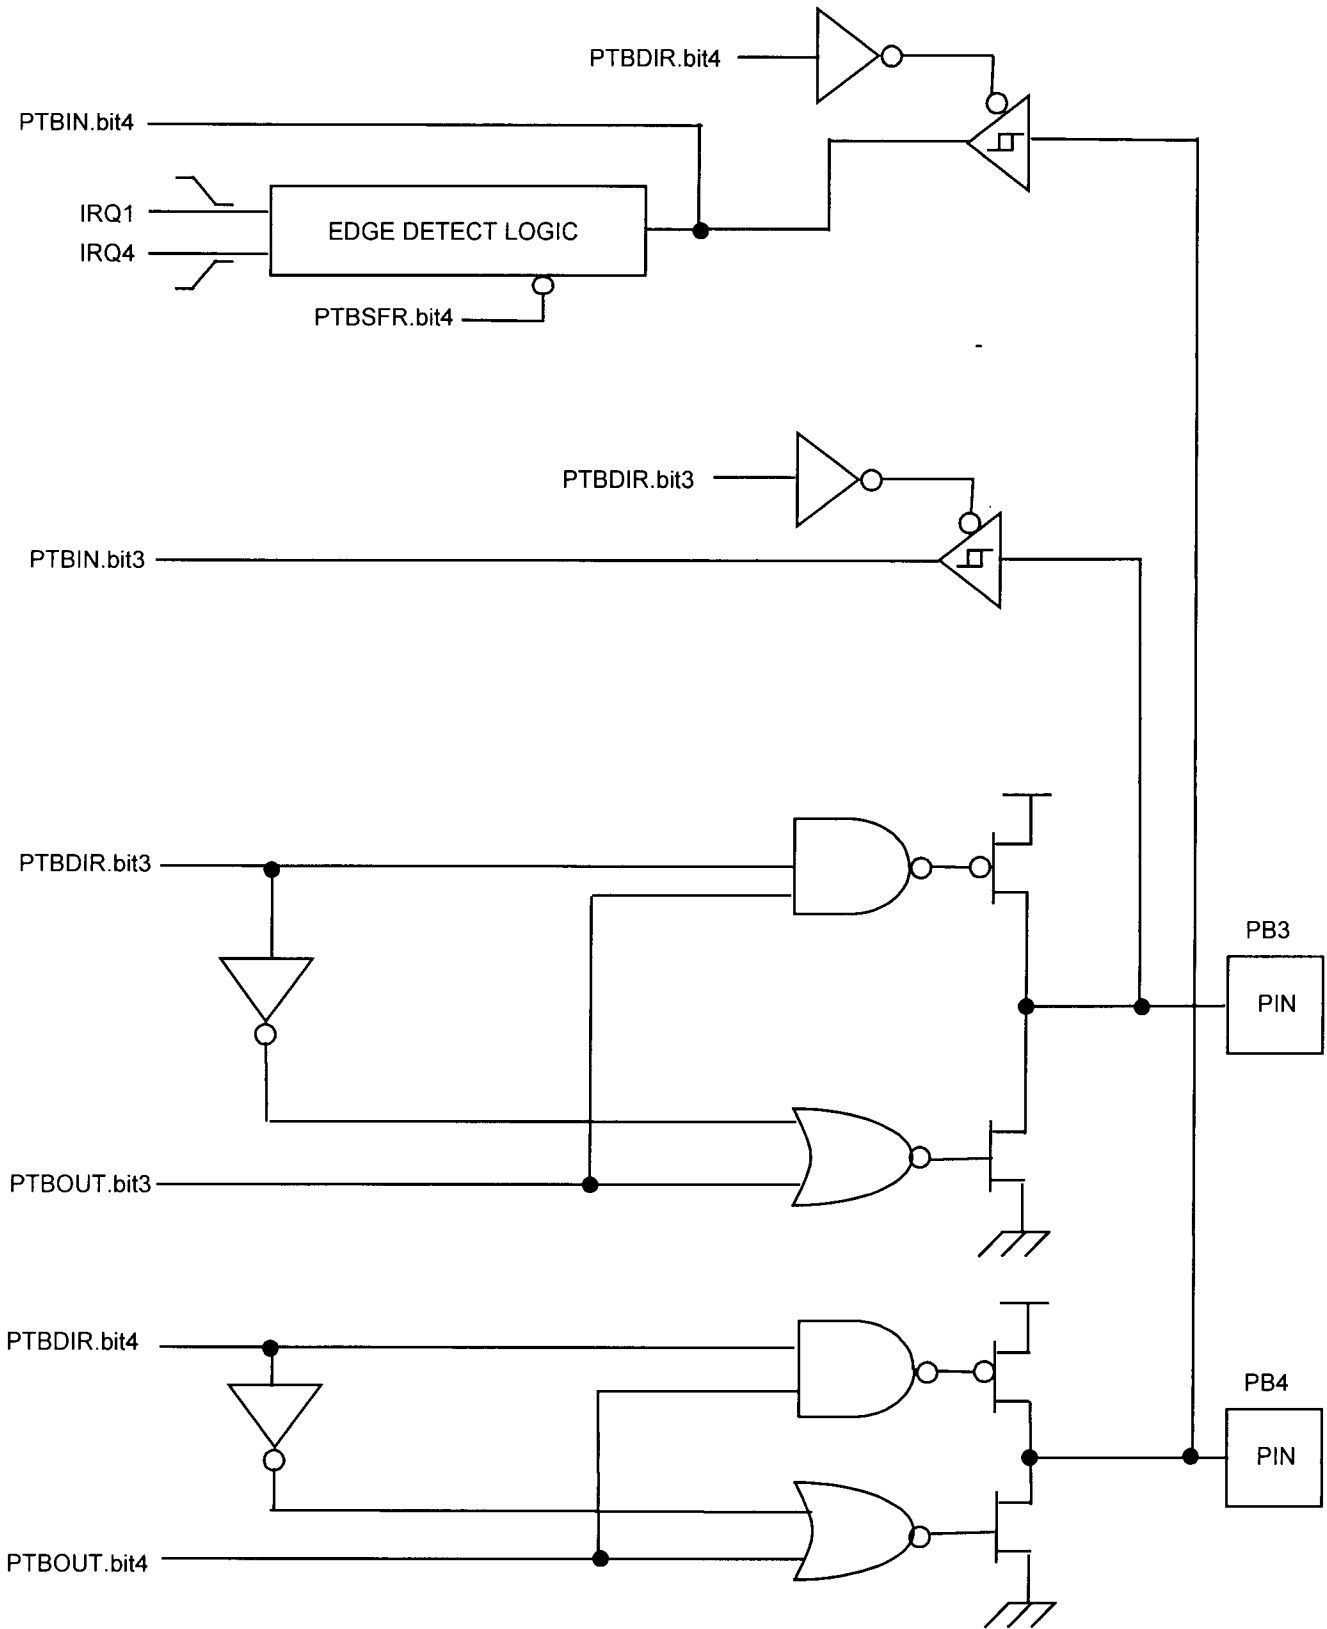 PTBDIR.bit4
PTBIN.bit4
IRQ1
EDGE DETECT LOGIC
IRQ4
PTBSFR.bit4
PTBDIR.bit3
PTBIN.bit3
PTBDIR.bit3
PB3
PIN
PTBOUT.bit3
PTBDIR.bit4
PB4
PIN
PTBOUT.bit4